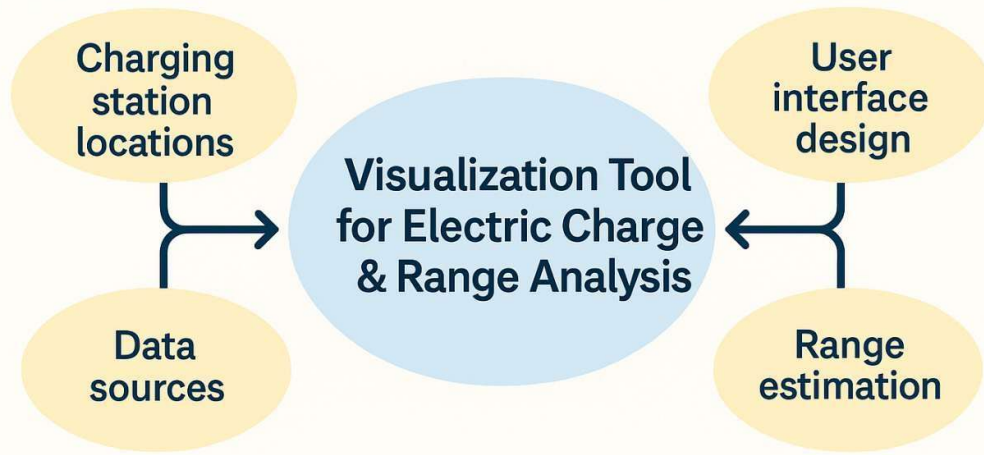 Charging
station
locations
User
interface
design
Visualization Tool
for Electric Charge
& Range Analysis
Data
sources
Range
estimation